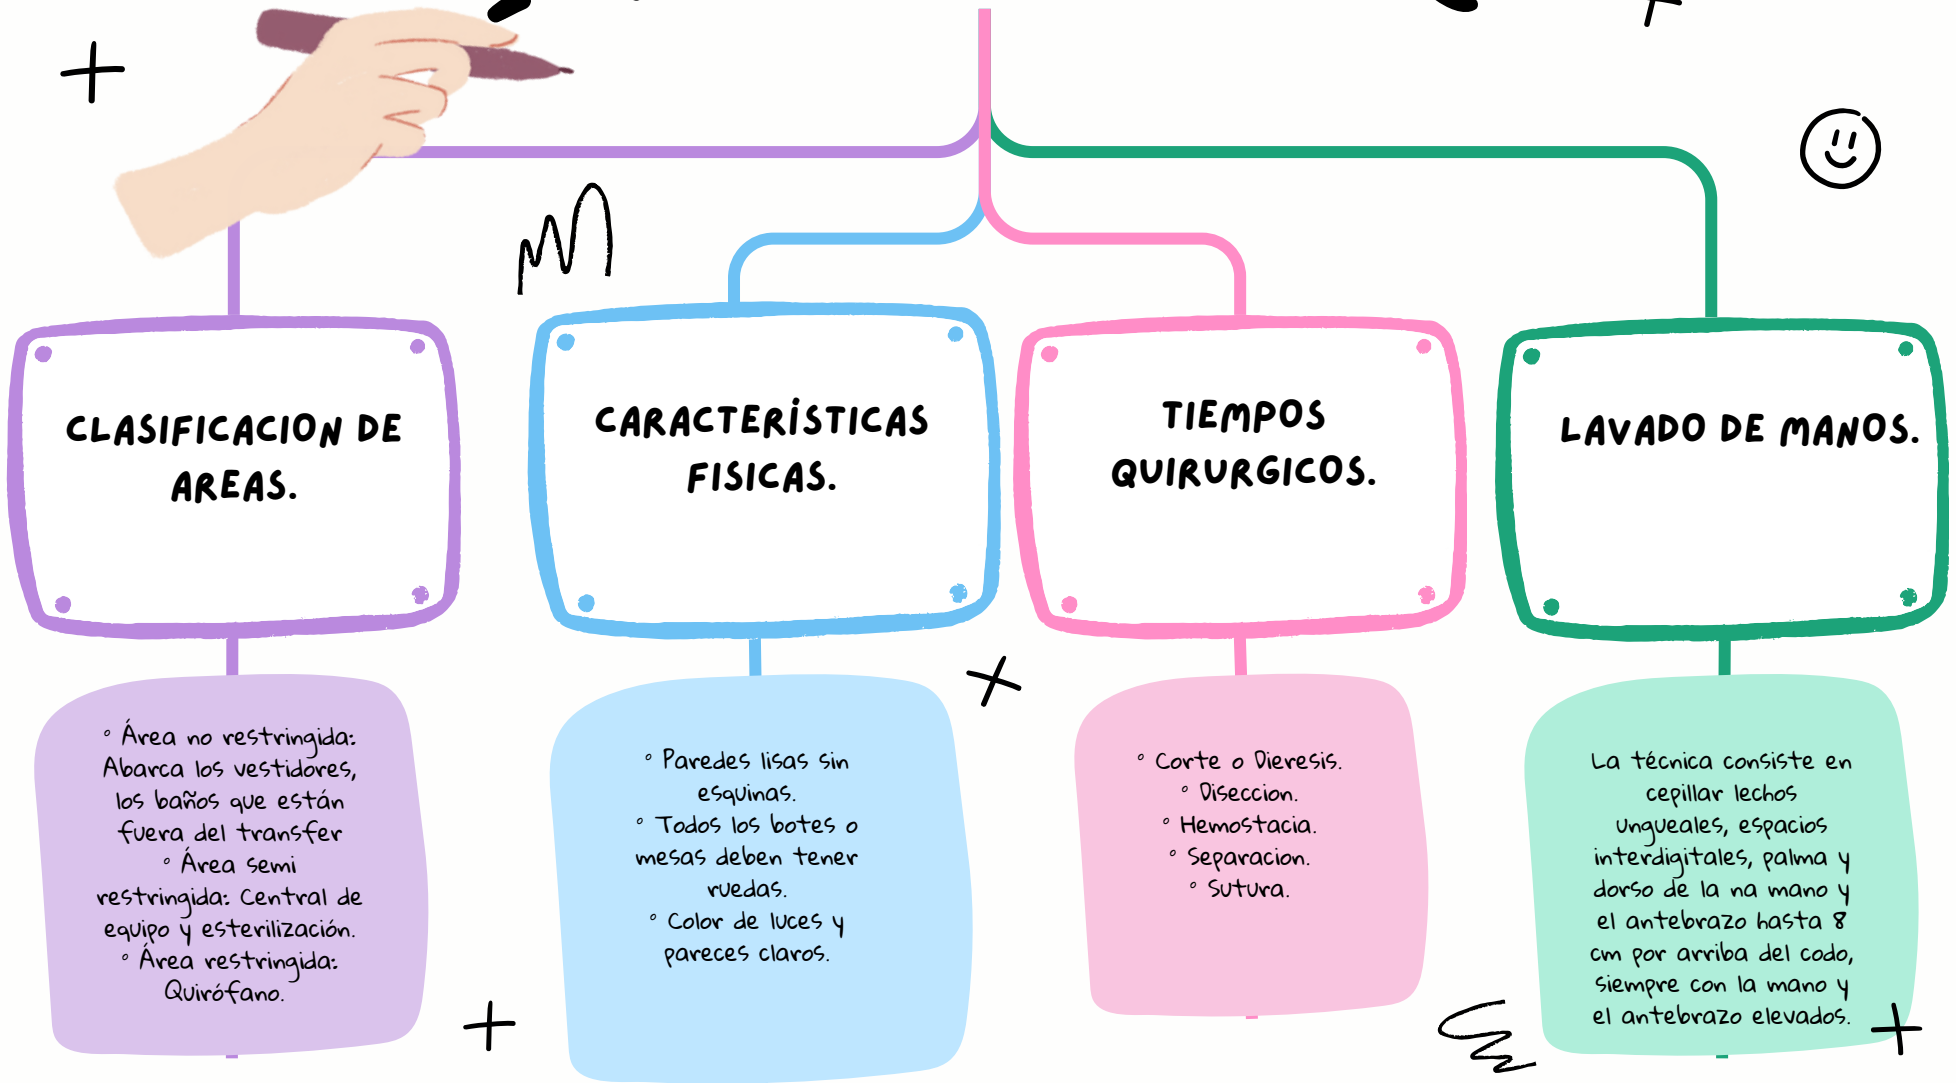 CLASIFICACION DE
AREAS.
CARACTERÍSTICAS
FISICAS.
TIEMPOS
QUIRURGICOS.
LAVADO DE MANOS.
° Área no restringida:
Abarca los vestidores,
los baños que están
fuera del transfer
° Área semi
restringida: Central de
equipo y esterilización.
° Área restringida:
Quirófano.
° Paredes lisas sin
esquinas.
° Todos los botes o
mesas deben tener
ruedas.
° Color de luces y
pareces claros.
° Corte o Dieresis.
° Diseccion.
° Hemostacia.
° Separacion.
° Sutura.
La técnica consiste en
cepillar lechos
ungueales, espacios
interdigitales, palma y
dorso de la na mano y
el antebrazo hasta 8
cm por arriba del codo,
siempre con la mano y
el antebrazo elevados.